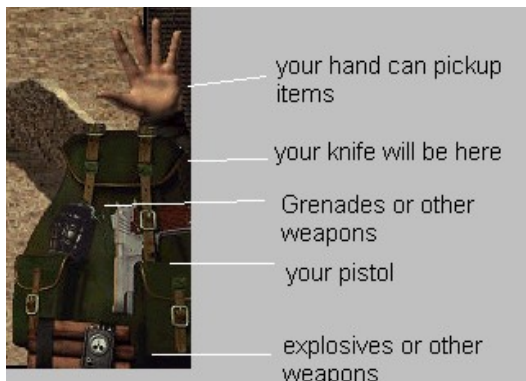 your hand can pickup
items
your knife will be here
Grenades or other
weapons
your pistol
explosives or other
weapons